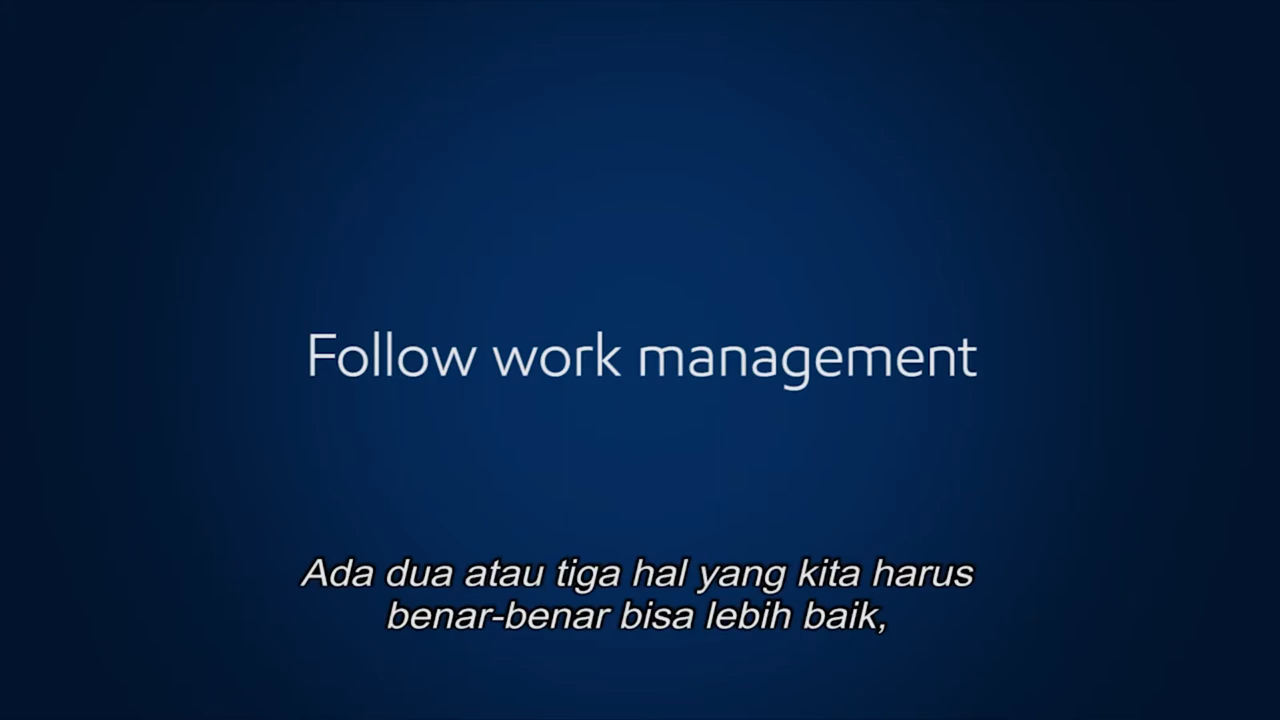 Follow work management
Ada dua atau tiga hal yang kita harus
benar-benar bisa lebih baik,